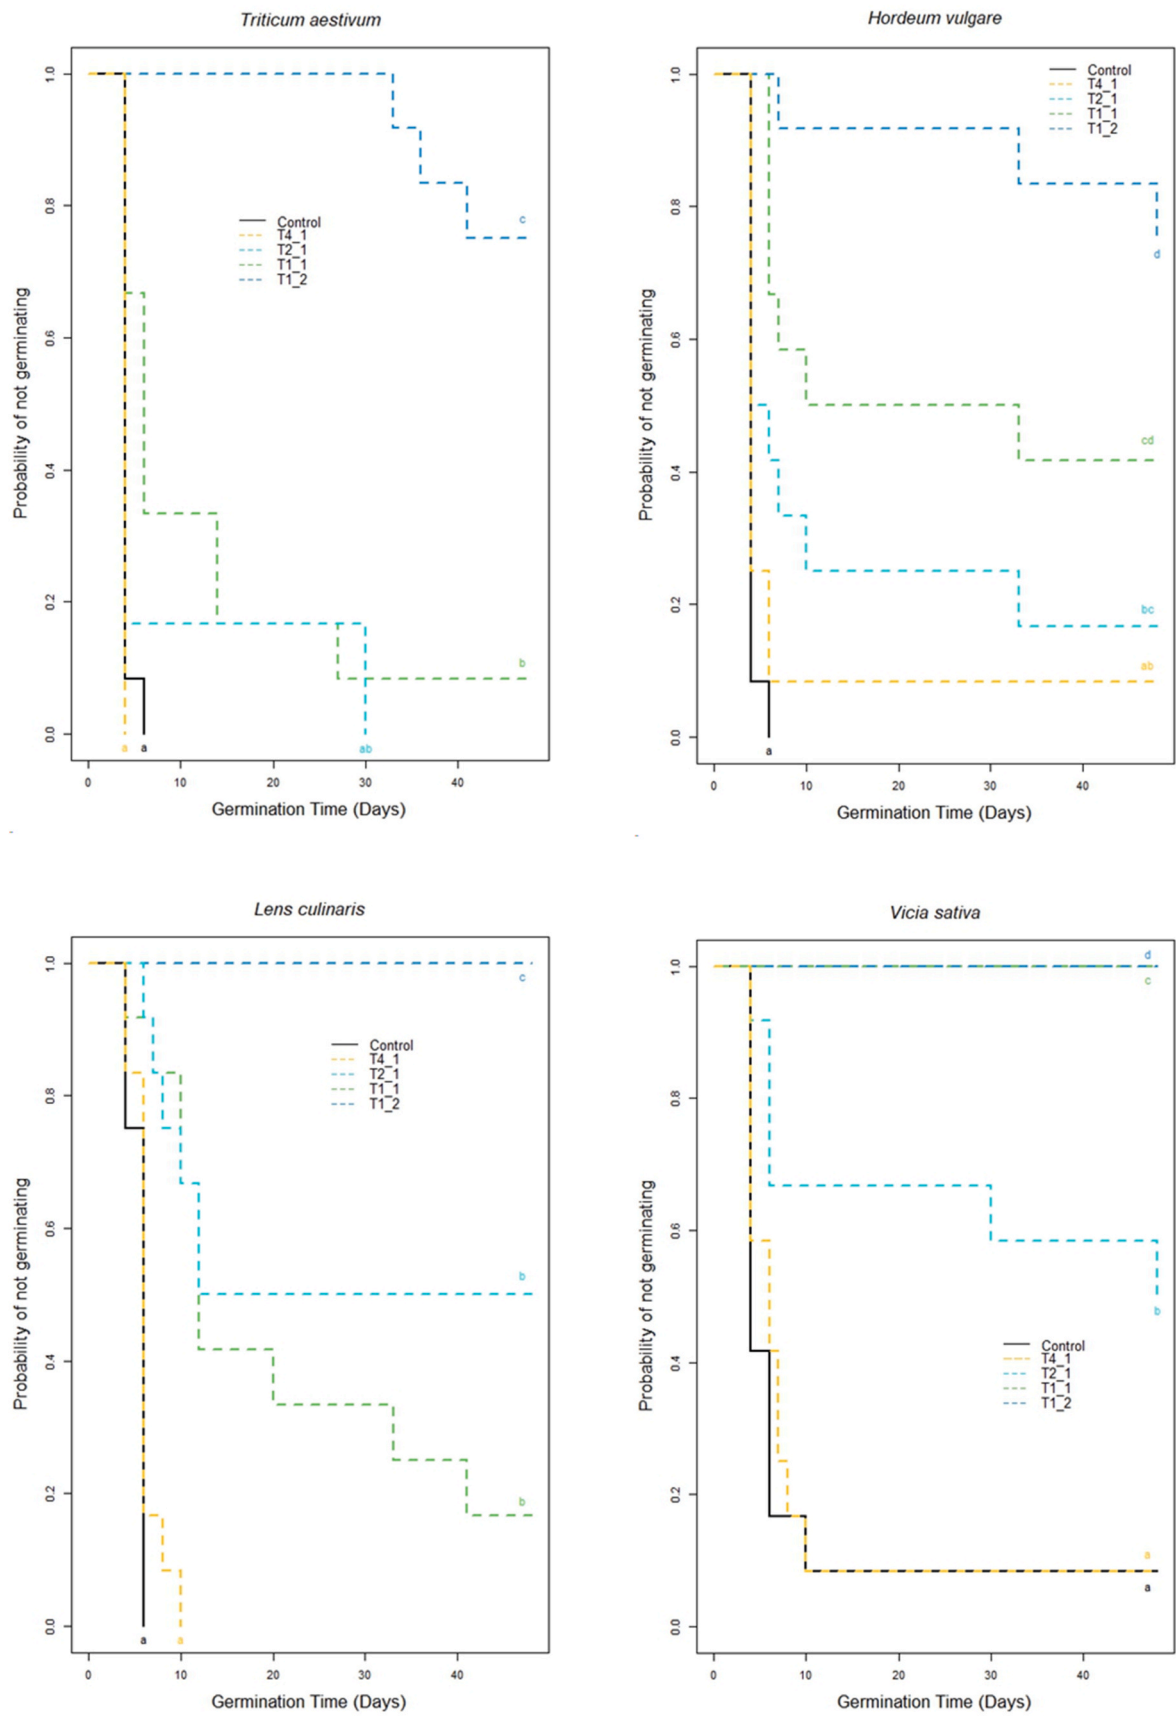 Triticum aestivum
Probability of not germinating
1.0
0.8
0.6
0.4
0.2
0.0
Control
T4_1
T2_1
T1_1
T1_2
c
b
a
a
ab
0
10
20
30
40
Germination Time (Days)
Hordeum vulgare
Probability of not germinating
1.0
0.8
0.6
0.4
0.2
0.0
Control
T4_1
T2_1
T1_1
T1_2
d
cd
bc
ab
a
0
10
20
30
40
Germination Time (Days)
Lens culinaris
Probability of not germinating
1.0
0.8
0.6
0.4
0.2
0.0
c
Control
T4_1
T2_1
T1_1
T1_2
b
b
a
a
0
10
20
30
40
Germination Time (Days)
Vicia sativa
Probability of not germinating
1.0
0.8
0.6
0.4
0.2
0.0
d
c
b
Control
T4_1
T2_1
T1_1
T1_2
a
a
0
10
20
30
40
Germination Time (Days)